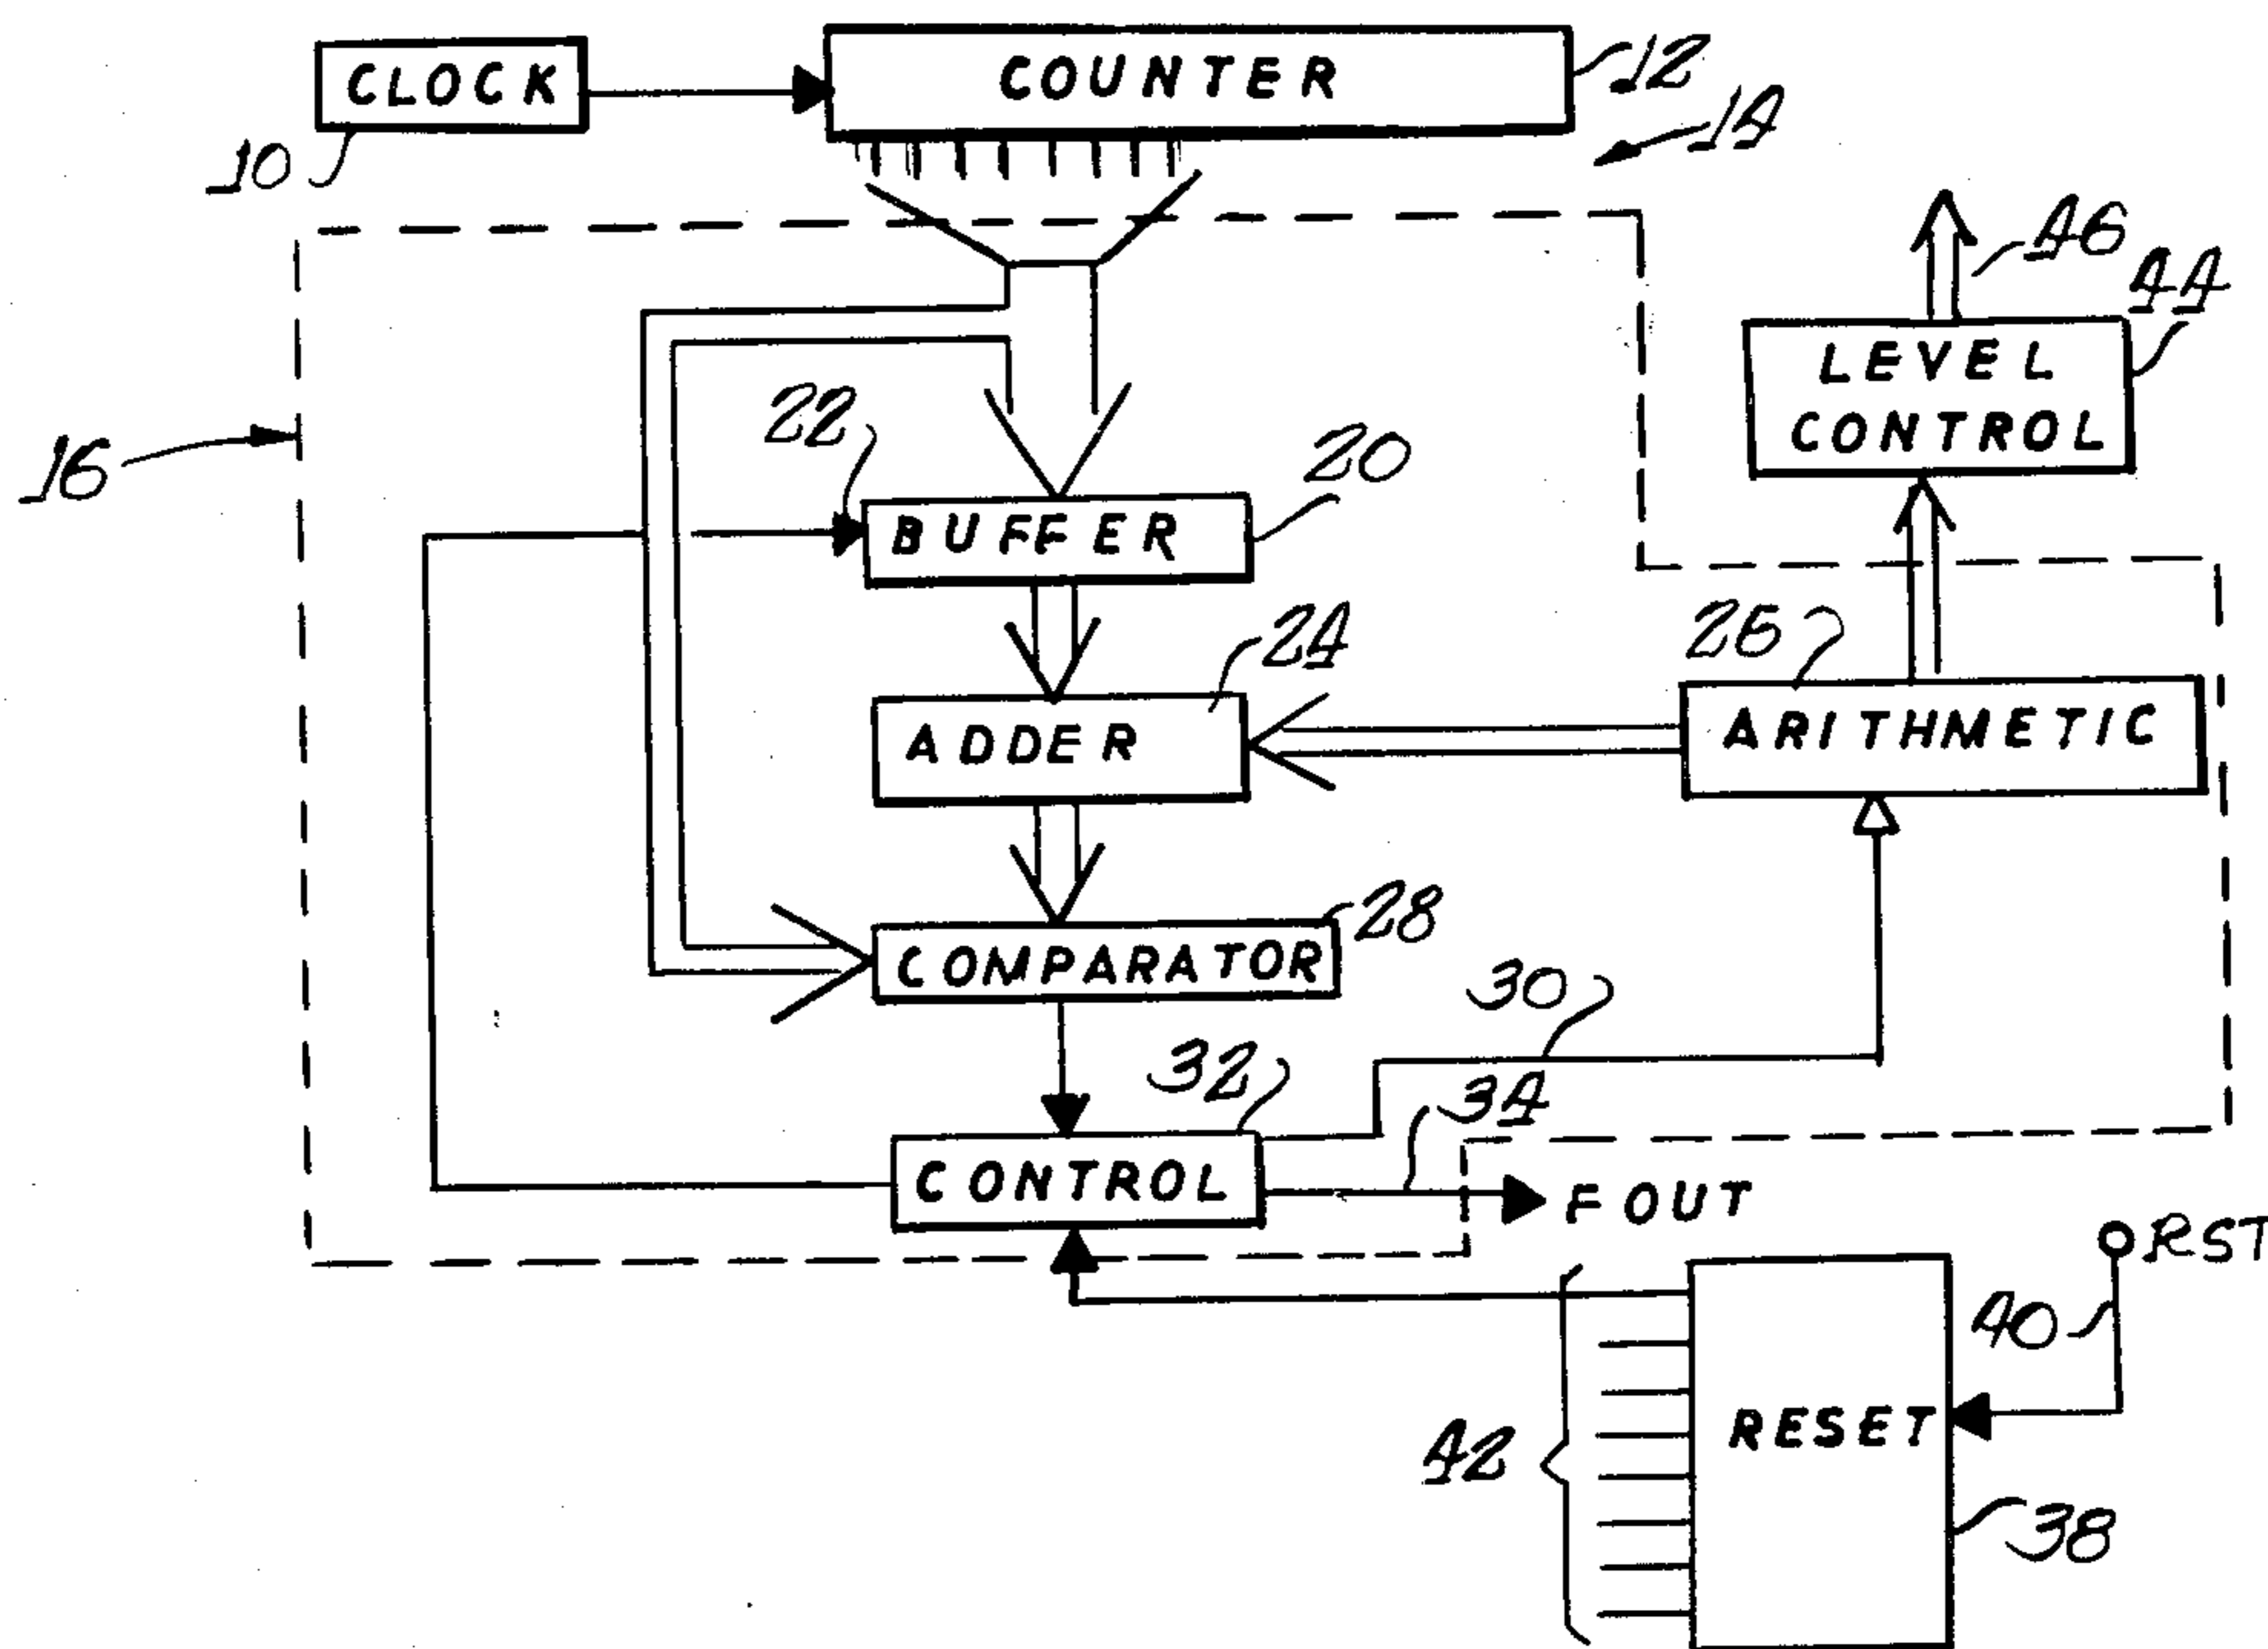 CLOCK
COUNTER
12
14
10
46
44
LEVEL
CONTROL
16
22
20
BUFFER
24
26
ADDER
ARITHMETIC
28
COMPARATOR
30
32
34
CONTROL
F OUT
RST
40
42
RESET
38